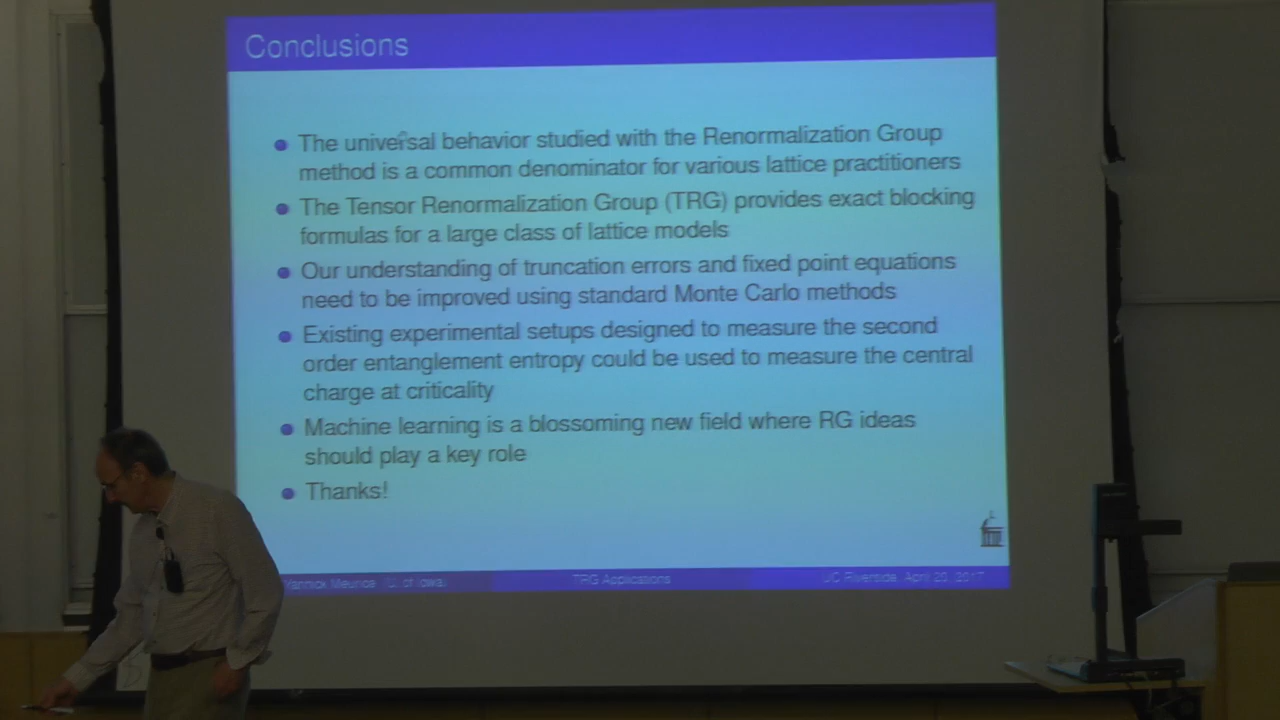 Conclusions
The universal behavior studied with the Renormalization Group
method is a common denominator for various lattice practitioners
The Tensor Renormalization Group (TRG) provides exact blocking
formulas for a large class of lattice models
Our understanding of truncation errors and fixed point equations
need to be improved using standard Monte Carlo methods
Existing experimental setups designed to measure the second
order entanglement entropy could be used to measure the central
charge at criticality
Machine learning is a blossoming new field where RG ideas
should play a key role
Thanks!
Yannick Meurice (U. of Iowa)
TRG Applications
UC Riverside, April 20, 2017